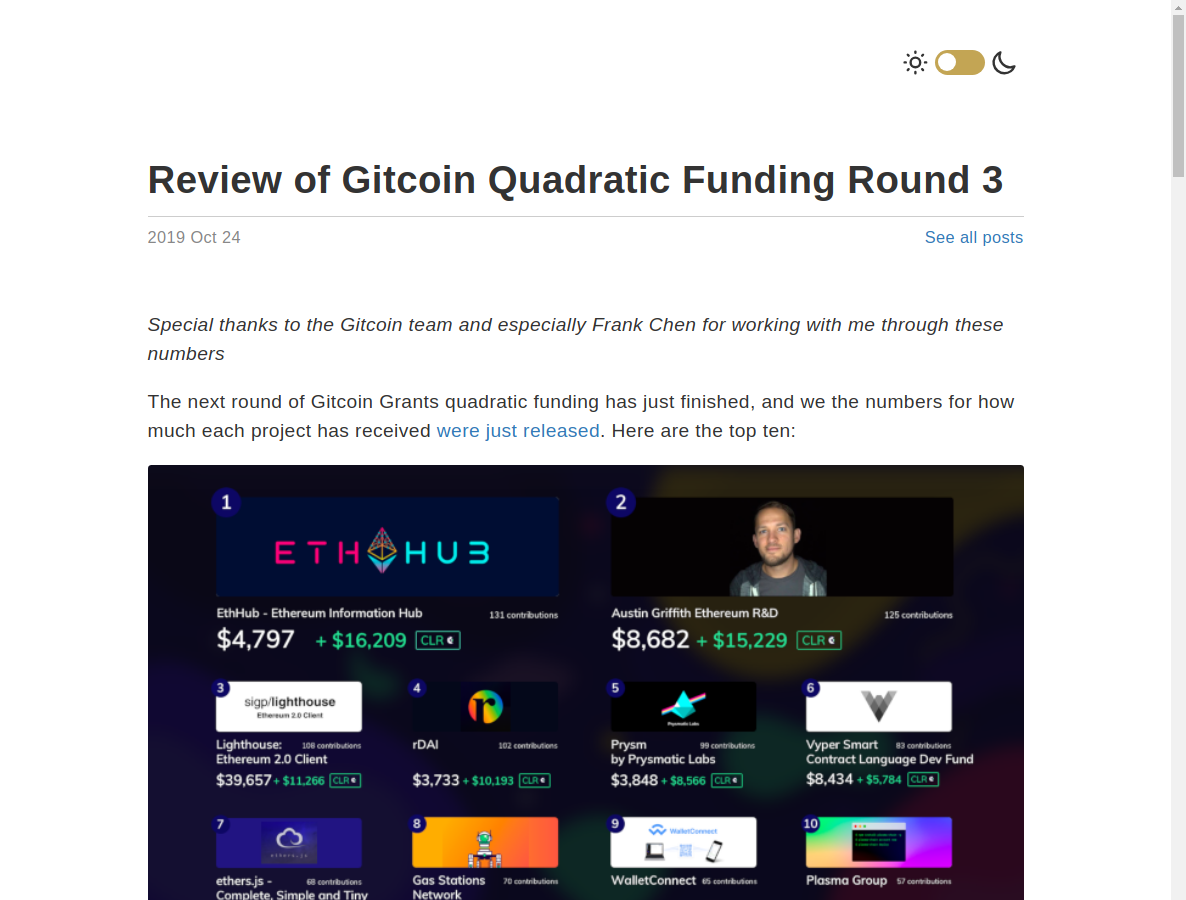 Review of Gitcoin Quadratic Funding Round 3
2019 Oct 24
See all posts
Special thanks to the Gitcoin team and especially Frank Chen for working with me through these
numbers
The next round of Gitcoin Grants quadratic funding has just finished, and we the numbers for how
much each project has received were just released. Here are the top ten:
1
ETH HUB
EthHub - Ethereum Information Hub
131 contributions
$4,797 + $16,209 CLR
2
Austin Griffith Ethereum R&D
125 contributions
$8,682 + $15,229 CLR
3
sigp/lighthouse
Ethereum 2.0 Client
Lighthouse:
108 contributions
Ethereum 2.0 Client
$39,657 + $11,266 CLR
4
r
rDAI
102 contributions
$3,733 + $10,193 CLR
5
Prysmatic Labs
Prysm
99 contributions
by Prysmatic Labs
$3,848 + $8,566 CLR
6
Vyper Smart
83 contributions
Contract Language Dev Fund
$8,434 + $5,784 CLR
7
ethers.js
ethers.js -
68 contributions
Complete, Simple and Tiny
8
Gas Stations
70 contributions
Network
9
WalletConnect
WalletConnect
65 contributions
10
Plasma Group
57 contributions